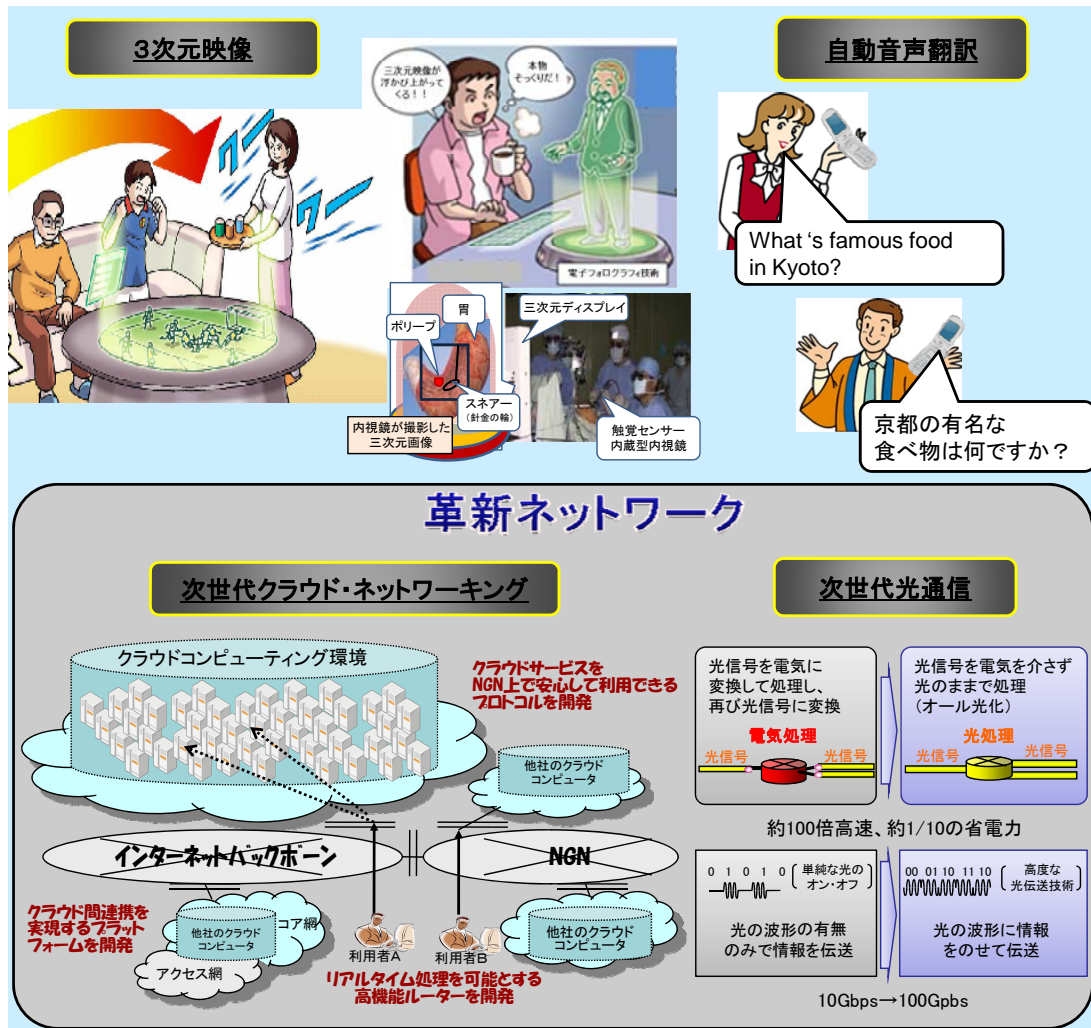 3次元映像
三次元映像が
浮かび上がって
くる！！
本物
そっくりだ！？
ワー
ワー
電子フォログラフィ技術
胃
ポリープ
スネアー
（針金の輪）
内視鏡が撮影した
三次元画像
三次元ディスプレイ
触覚センサー
内蔵型内視鏡
自動音声翻訳
What ‘s famous food
in Kyoto?
京都の有名な
食べ物は何ですか？
革新ネットワーク
次世代クラウド・ネットワーキング
クラウドコンピューティング環境
クラウドサービスを
NGN上で安心して利用できる
プロトコルを開発
他社のクラウド
コンピュータ
インターネットバックボーン
NGN
クラウド間連携を
実現するプラット
フォームを開発
コア網
他社のクラウド
コンピュータ
アクセス網
利用者A
利用者B
他社のクラウド
コンピュータ
リアルタイム処理を可能とする
高機能ルーターを開発
次世代光通信
光信号を電気に
変換して処理し、
再び光信号に変換
電気処理
光信号
光信号
光信号を電気を介さず
光のままで処理
（オール光化）
光処理
光信号
光信号
約100倍高速、約1/10の省電力
0 1 0 1 0
単純な光の
オン・オフ
光の波形の有無
のみで情報を伝送
00 01 10 11 10
高度な
光伝送技術
光の波形に情報
をのせて伝送
10Gbps→100Gpbs